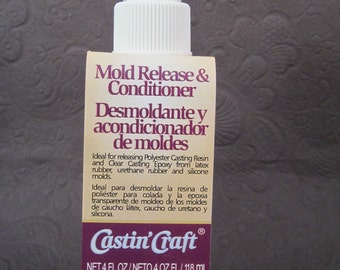 Mold Release &
Conditioner
Desmoldante y
acondicionador
de moldes
Ideal for releasing Polyester Casting Resin
and Clear Casting Epoxy from latex
rubber, urethane rubber and silicone
molds.
Ideal para desmoldar la resina de
poliéster para colada y la epoxia
transparente de moldeo de los moldes
de caucho látex, caucho de uretano y
silicona.
Castin'Craft®
NET 4 FL OZ / NETO 4 OZ FL / 118 ml